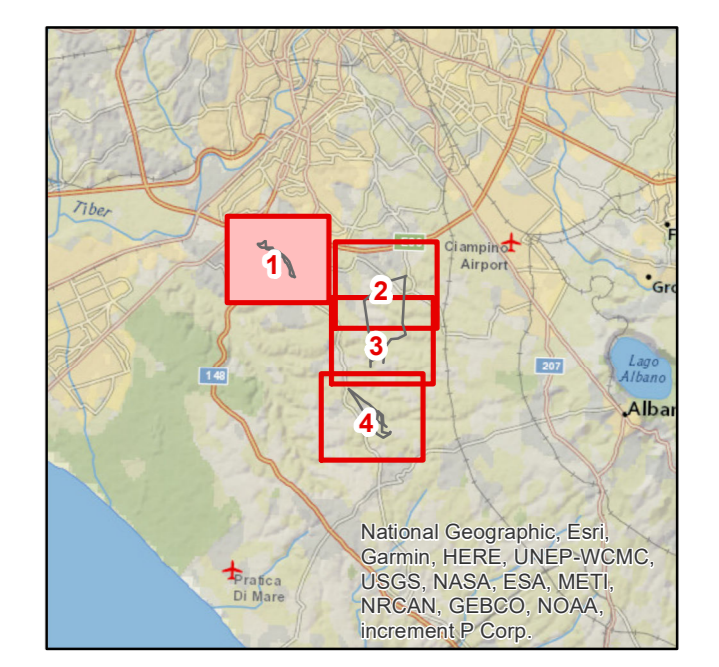 Tiber
1
Ciampino
Airport
F
2
Gro
3
148
207
Lago
Albano
Albar
4
National Geographic, Esri,
Garmin, HERE, UNEP-WCMC,
USGS, NASA, ESA, METI,
NRCAN, GEBCO, NOAA,
increment P Corp.
Pratica
Di Mare